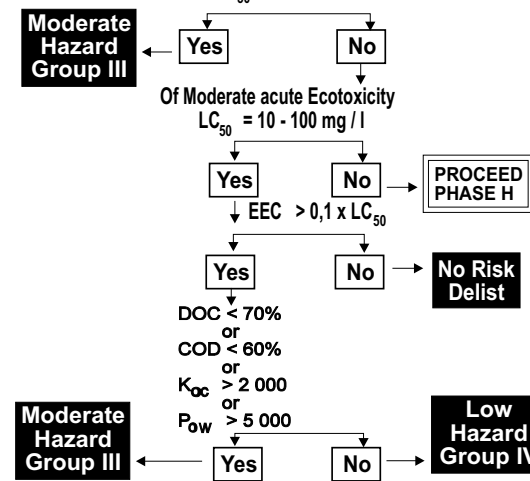 50
Moderate
Hazard
Group III
Yes
No
Of Moderate acute Ecotoxicity
LC50 = 10 - 100 mg / l
Yes
No
PROCEED
PHASE H
EEC > 0,1 x LC50
Yes
No
No Risk
Delist
DOC < 70%
or
COD < 60%
or
Koc > 2 000
or
Pow > 5 000
Moderate
Hazard
Group III
Yes
No
Low
Hazard
Group IV